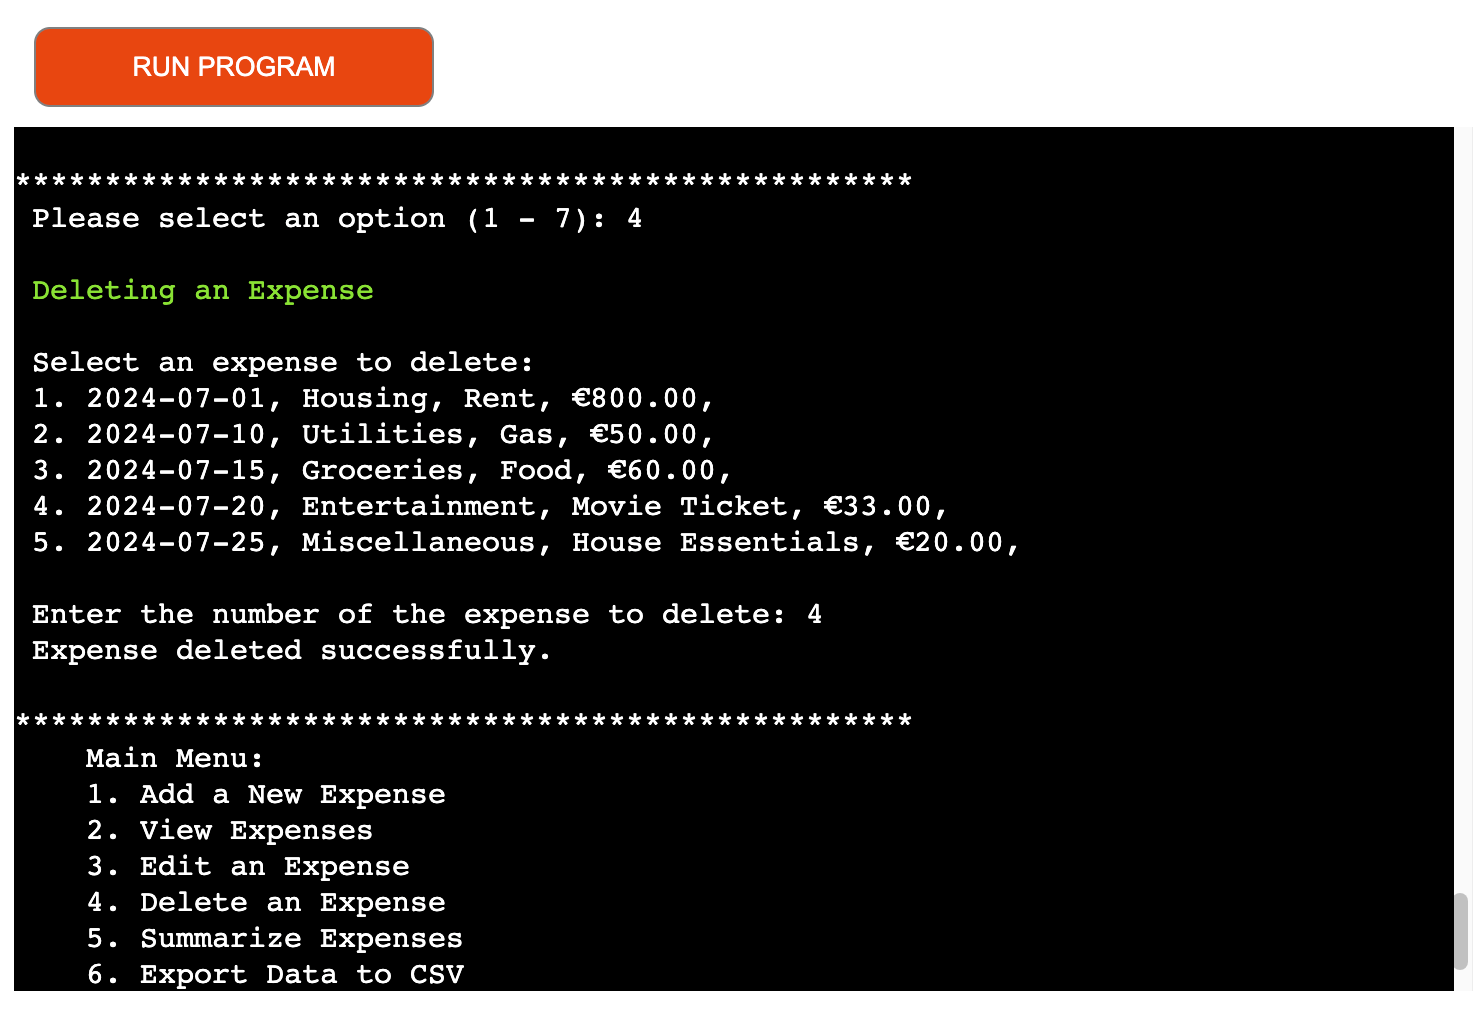 RUN PROGRAM
**************************************************
Please select an option (1 - 7): 4
Deleting an Expense
Select an expense to delete:
1. 2024-07-01, Housing, Rent, €800.00,
2. 2024-07-10, Utilities, Gas, €50.00,
3. 2024-07-15, Groceries, Food, €60.00,
4. 2024-07-20, Entertainment, Movie Ticket, €33.00,
5. 2024-07-25, Miscellaneous, House Essentials, €20.00,
Enter the number of the expense to delete: 4
Expense deleted successfully.
**************************************************
Main Menu:
1. Add a New Expense
2. View Expenses
3. Edit an Expense
4. Delete an Expense
5. Summarize Expenses
6. Export Data to CSV